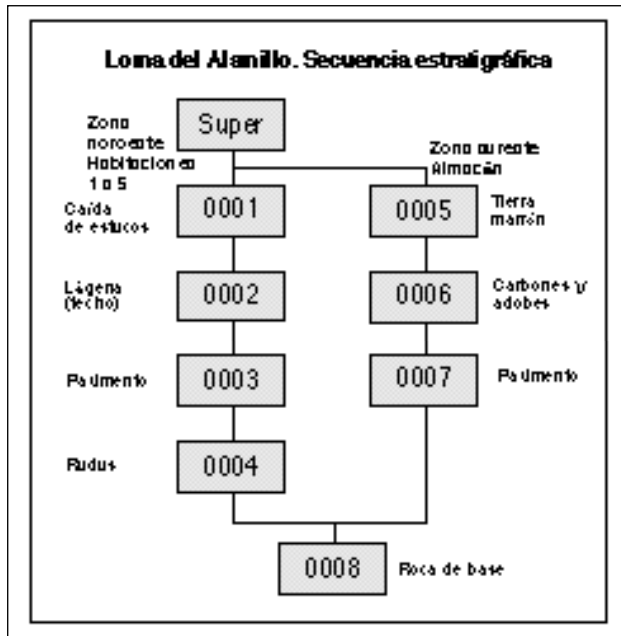 Loma del Alamillo. Secuencia estratigráfica
Super
Zona
noroeste
Habitaciones
1 a 5
Zona sureste
Almacén
Caída
de estucos
0001
0005
Tierra
marrón
Lágena
(techo)
0002
0006
Carbones y
adobes
Pavimento
0003
0007
Pavimento
Rudus
0004
0008
Roca de base